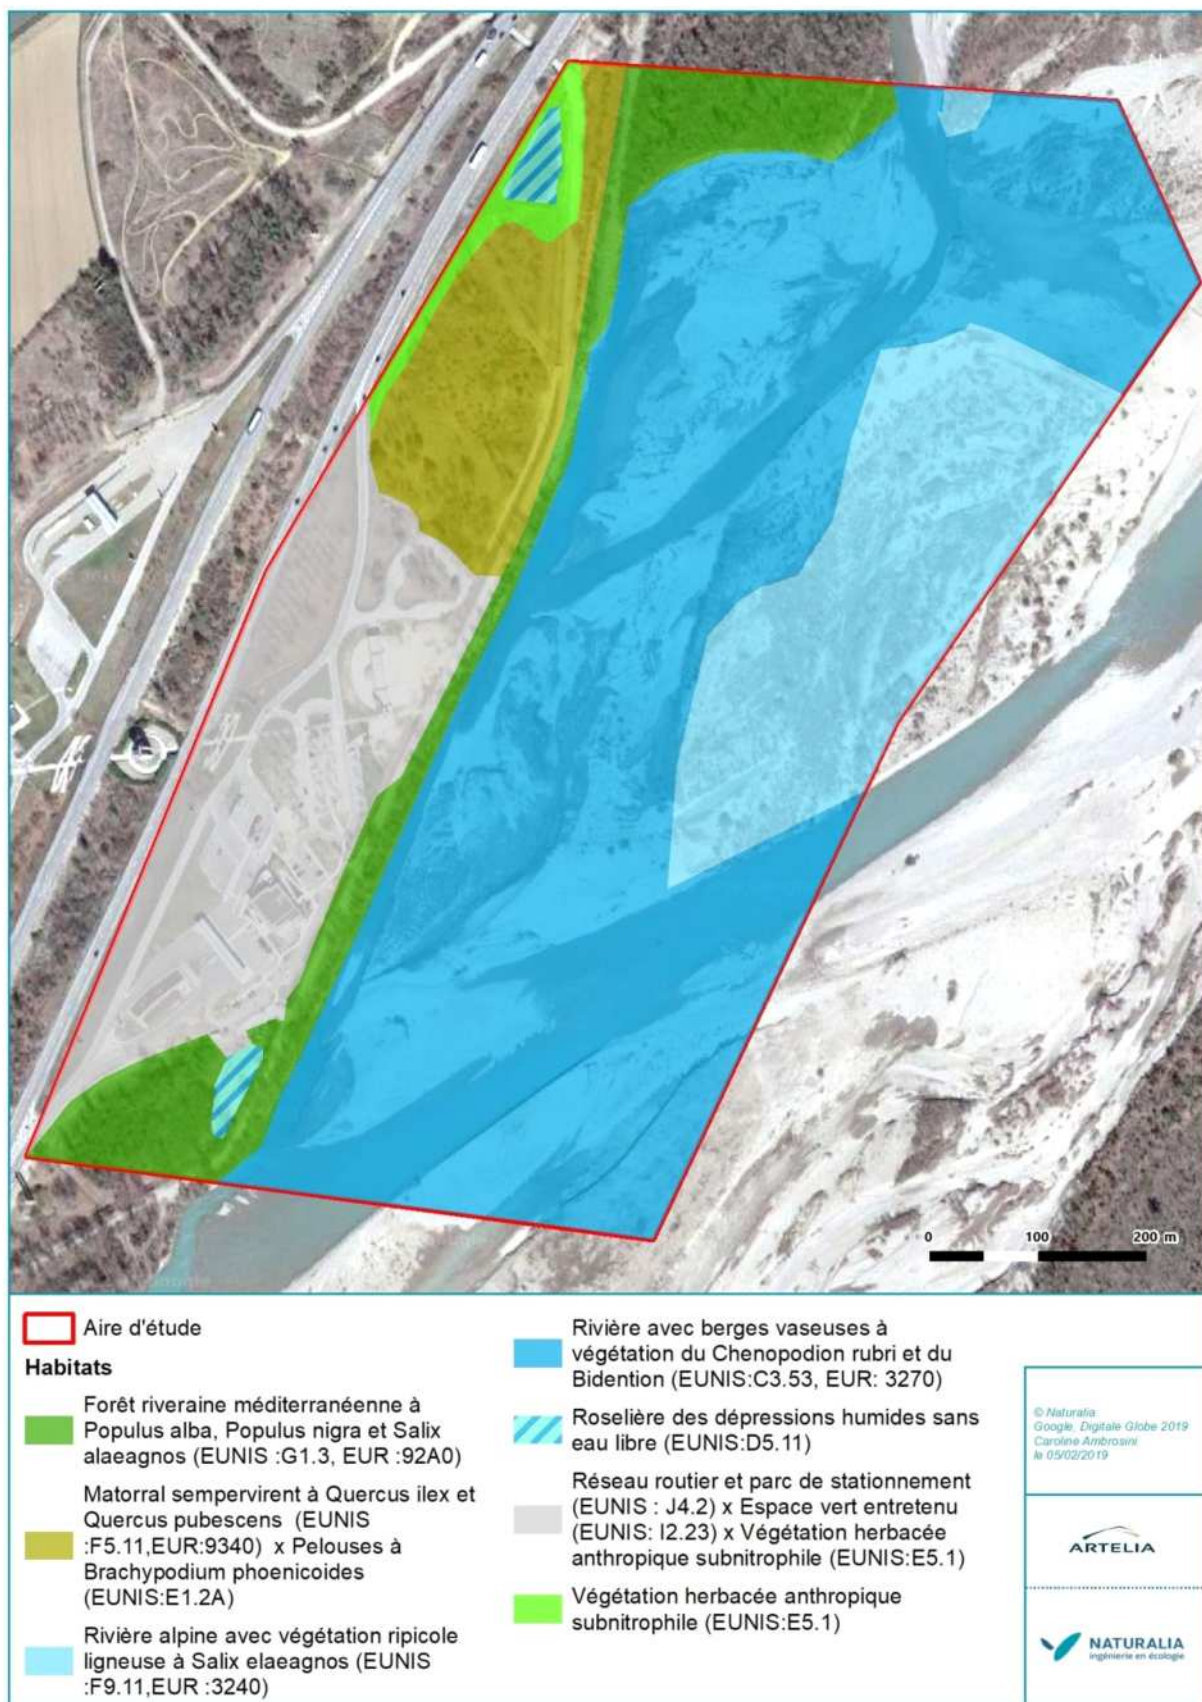 0 100 200 m
Aire d'étude
Habitats
Forêt riveraine méditerranéenne à
Populus alba, Populus nigra et Salix
alaeagnos (EUNIS :G1.3, EUR :92A0)
Matorral sempervirent à Quercus ilex et
Quercus pubescens (EUNIS
:F5.11,EUR:9340) x Pelouses à
Brachypodium phoenicoides
(EUNIS:E1.2A)
Rivière alpine avec végétation ripicole
ligneuse à Salix elaeagnos (EUNIS
:F9.11,EUR :3240)
Rivière avec berges vaseuses à
végétation du Chenopodion rubri et du
Bidention (EUNIS:C3.53, EUR: 3270)
Roselière des dépressions humides sans
eau libre (EUNIS:D5.11)
Réseau routier et parc de stationnement
(EUNIS : J4.2) x Espace vert entretenu
(EUNIS: I2.23) x Végétation herbacée
anthropique subnitrophile (EUNIS:E5.1)
Végétation herbacée anthropique
subnitrophile (EUNIS:E5.1)
© Naturalia
Google, Digitale Globe 2019
Caroline Ambrosini
le 05/02/2019
ARTELIA
NATURALIA
ingénierie en écologie